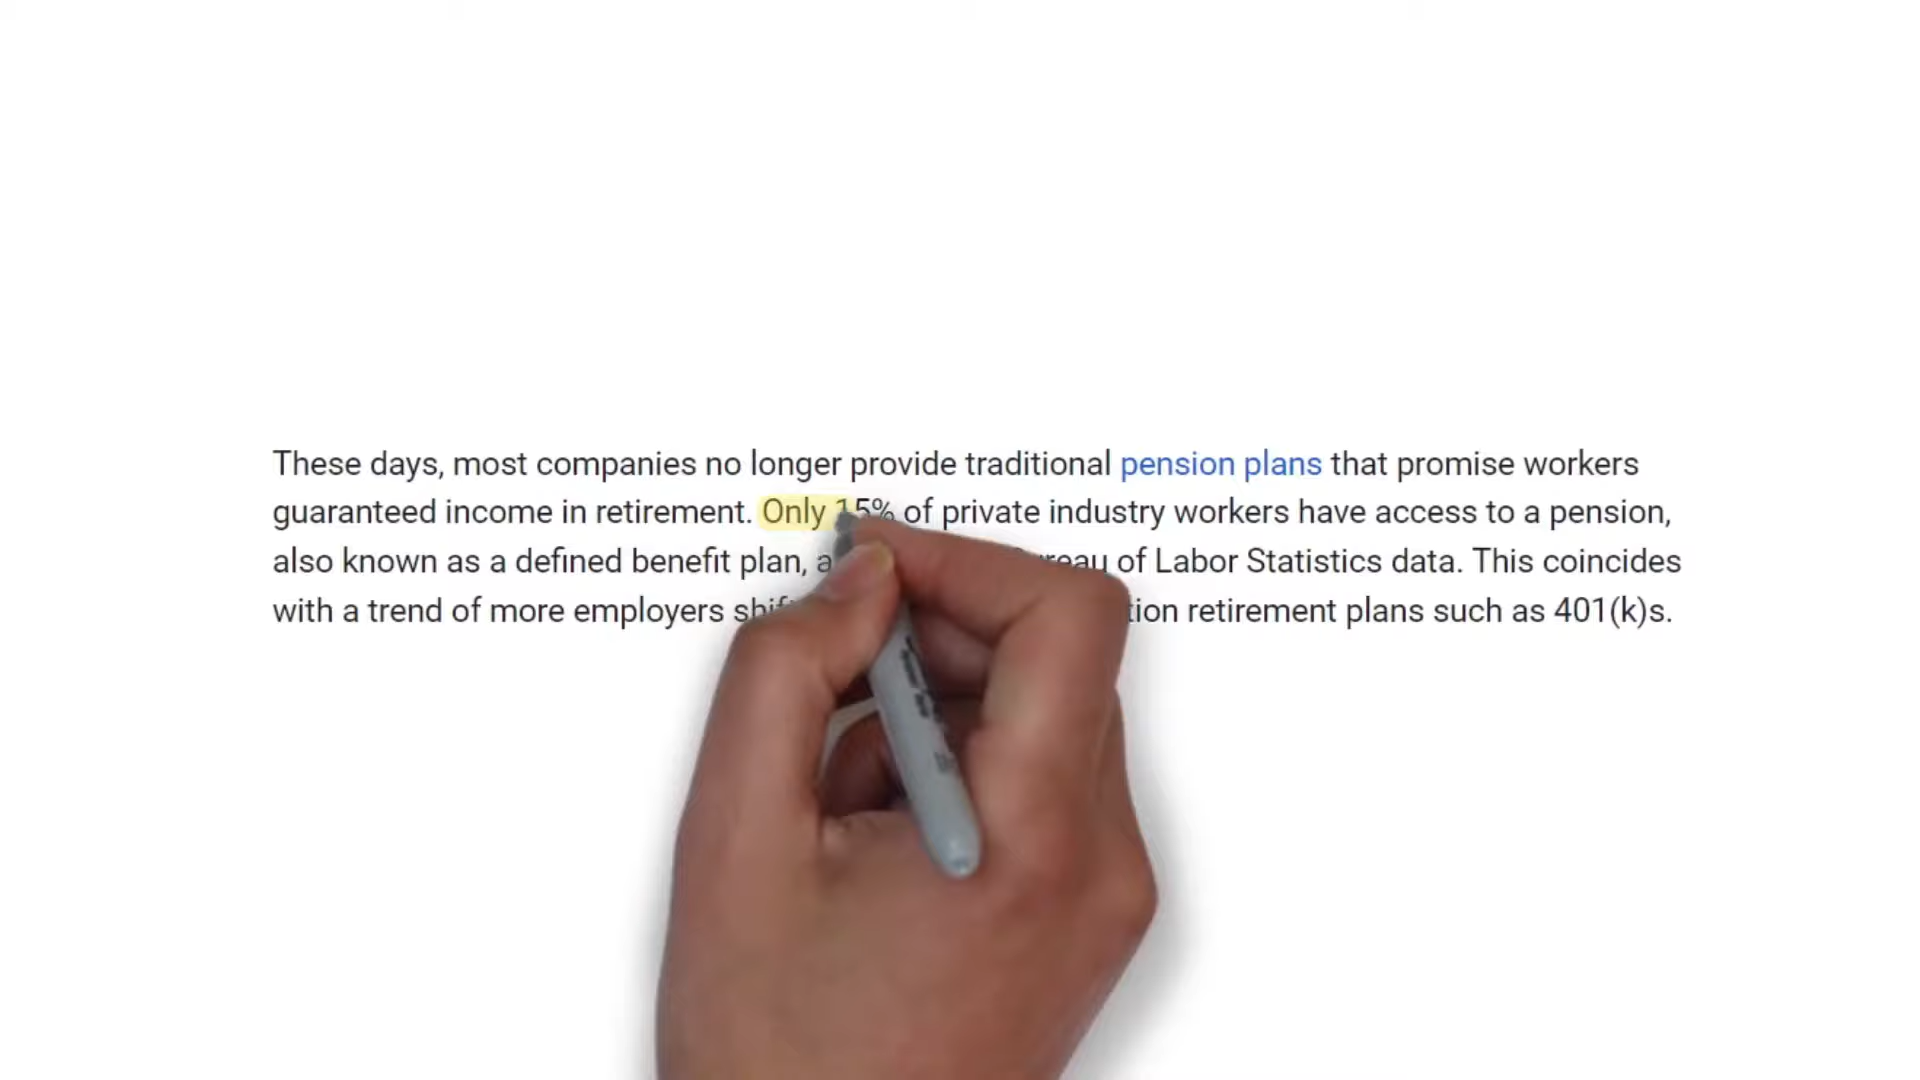 These days, most companies no longer provide traditional pension plans that promise workers
guaranteed income in retirement. Only 15% of private industry workers have access to a pension,
also known as a defined benefit plan, of Labor Statistics data. This coincides
with a trend of more employers retirement plans such as 401(k)s.